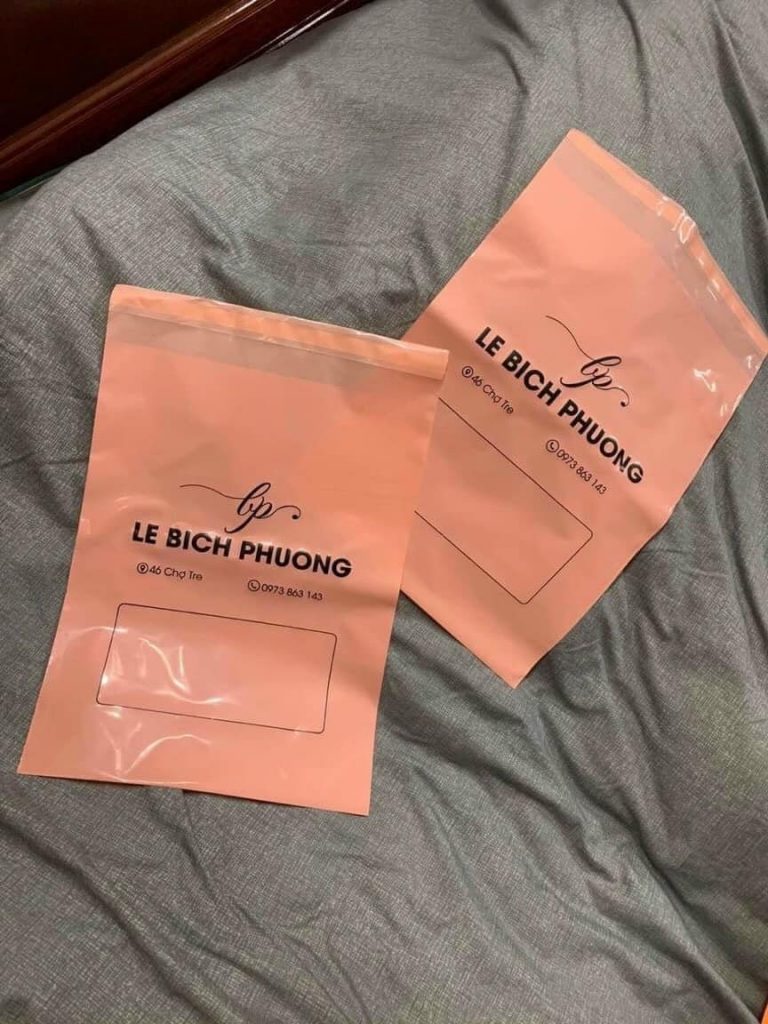 bp
LE BICH PHUONG
46 Chợ Tre
0973 863 143
bp
LE BICH PHUONG
46 Chợ Tre
0973 863 143